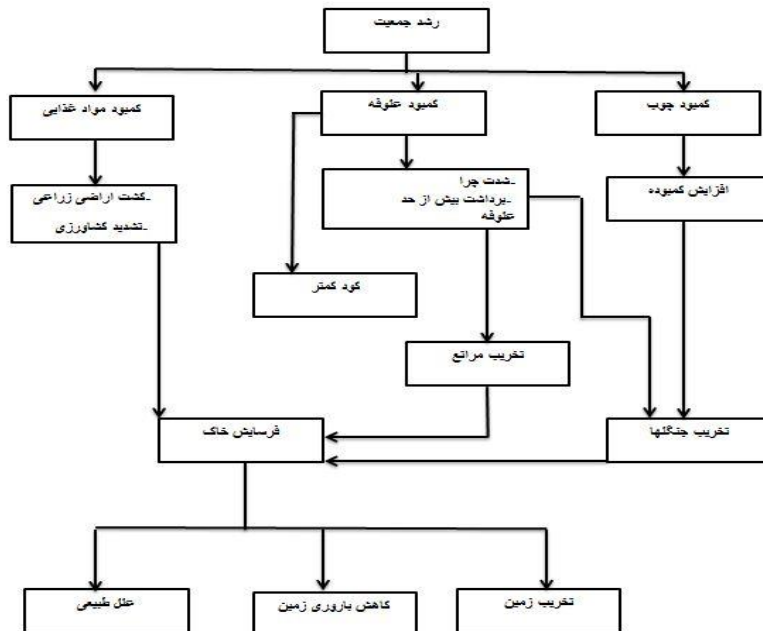 رشد جمعیت
کمبود چوب
کمبود علوفه
کمبود مواد غذایی
افزایش کمبوده
-شدت چرا
-برداشت بیش از حد
علوفه
-کشت اراضی زراعی
-تشدید کشاورزی
کود کمتر
تخریب مراتع
تخریب جنگلها
فرسایش خاک
تخریب زمین
کاهش باروری زمین
علل طبیعی